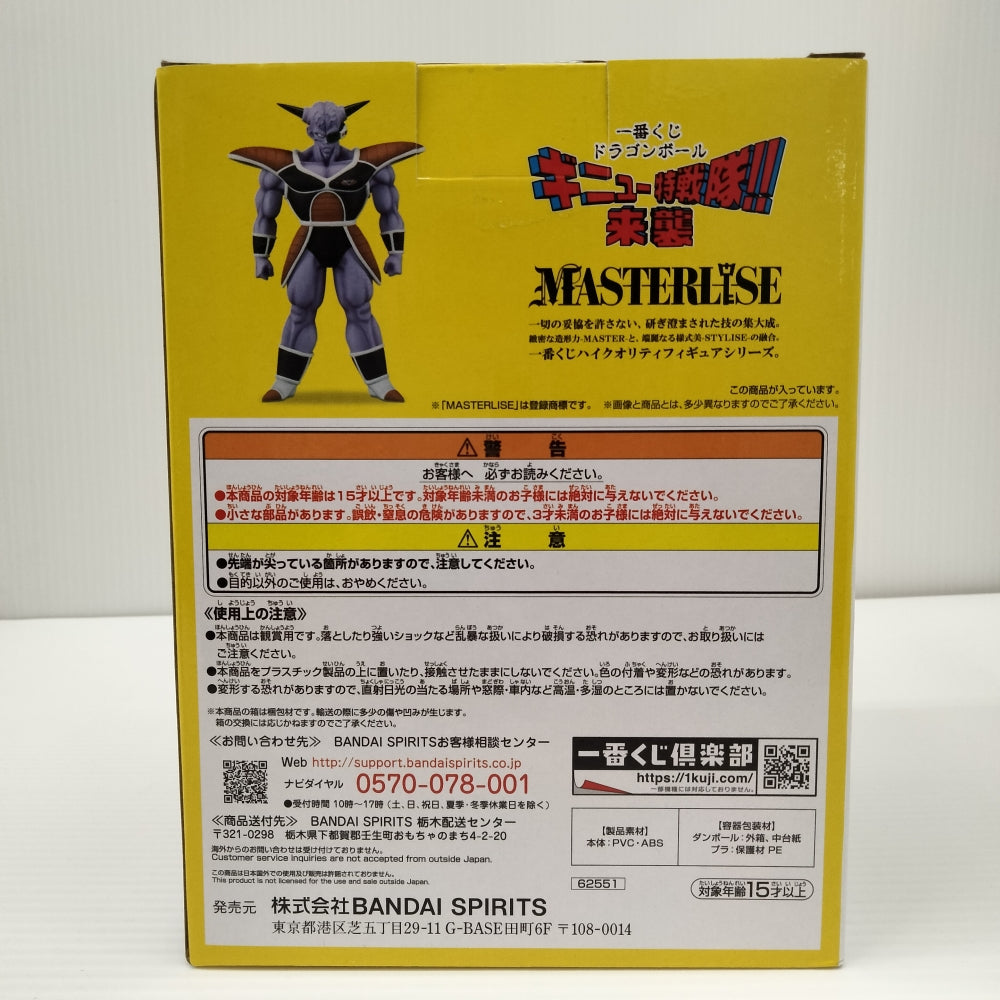 一番くじ
ドラゴンボール
ギニュー特戦隊!!
来襲
MASTERLISE
一切の妥協を許さない、研ぎ澄まされた技の集大成。
緻密な造形力-MASTER-と、端麗なる様式美-STYLISE-の融合。
一番くじハイクオリティフィギュアシリーズ。
この商品が入っています。
※「MASTERLISE」は登録商標です。 ※画像と商品とは、多少異なりますのでご了承ください。
⚠警告
お客様へ 必ずお読みください。
●本商品の対象年齢は15才以上です。対象年齢未満のお子様には絶対に与えないでください。
●小さな部品があります。誤飲・窒息の危険がありますので、3才未満のお子様には絶対に与えないでください。
⚠注意
●先端が尖っている箇所がありますので、注意してください。
●目的以外のご使用は、おやめください。
《使用上の注意》
●本商品は観賞用です。落としたり強いショックなど乱暴な扱いにより破損する恐れがありますので、お取り扱いには
ご注意ください。
●本商品をプラスチック製品の上に置いたり、接触させたままにしないでください。色の付着や変形などの恐れがあります。
●変形する恐れがありますので、直射日光の当たる場所や窓際・車内など高温・多湿のところには置かないでください。
※本商品の箱は梱包材です。輸送の際に多少の傷や凹みが生じます。
箱の交換には応じかねますのでご了承ください。
≪お問い合わせ先≫ BANDAI SPIRITSお客様相談センター
Web http://support.bandaispirits.co.jp
ナビダイヤル 0570-078-001
●受付時間 10時〜17時(土、日、祝日、夏季・冬季休業日を除く)
≪商品送付先≫ BANDAI SPIRITS 栃木配送センター
〒321-0298 栃木県下都賀郡壬生町おもちゃのまち4-2-20
海外からのお問い合わせは受け付けておりません。
Customer service inquiries are not accepted from outside Japan.
この商品は日本国外での使用及び販売は許諾されておりません。
This product is not licensed for the use and sale outside Japan.
一番くじ倶楽部
https://1kuji.com/
一部機種には対応しておりません。
【製品素材】
本体:PVC・ABS
【容器包装材】
ダンボール:外箱、中台紙
プラ:保護材 PE
62551
対象年齢15才以上
発売元 株式会社BANDAI SPIRITS
東京都港区芝五丁目29-11 G-BASE田町6F 〒108-0014